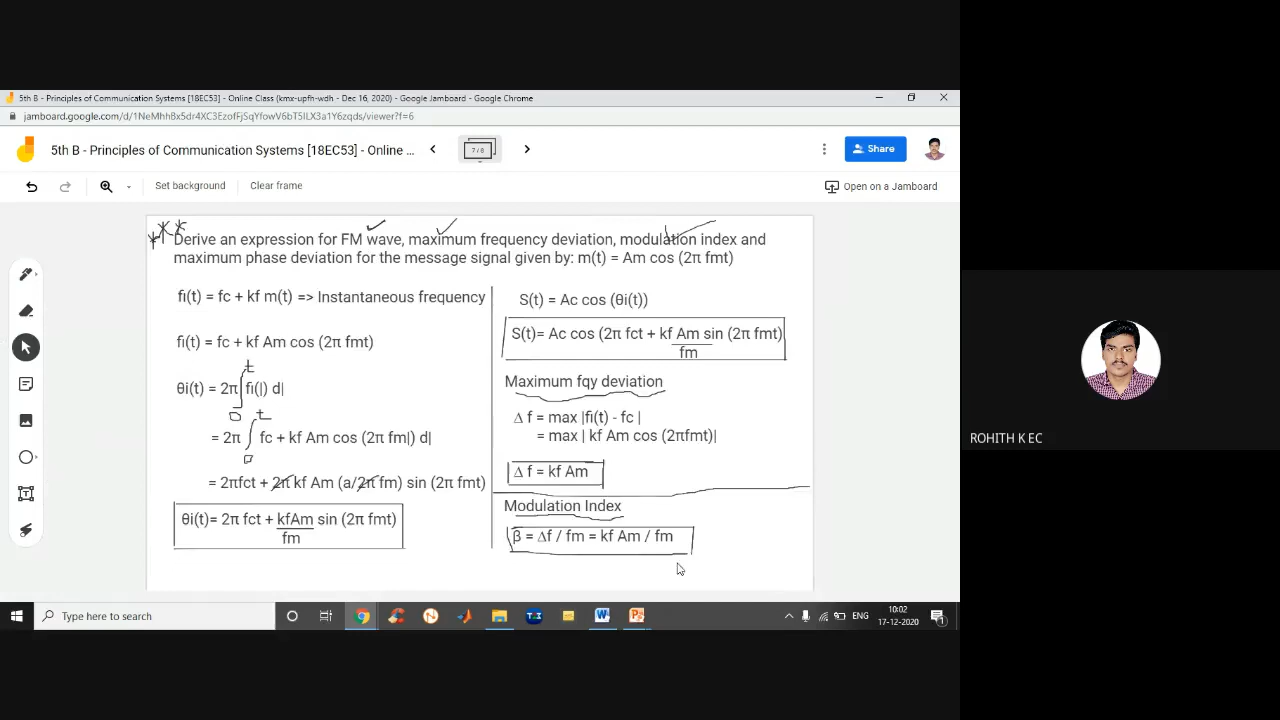 5th B - Principles of Communication Systems [18EC53] - Online Class (kmx-upfh-wdh - Dec 16, 2020) - Google Jamboard - Google Chrome
jamboard.google.com/d/1NeMhhBx5dr4XC3EzofFjSqYfowV6bT5ILX3a1Y6zqds/viewer?f=6
5th B - Principles of Communication Systems [18EC53] - Online ...
7/8
Share
Set background
Clear frame
Open on a Jamboard
Derive an expression for FM wave, maximum frequency deviation, modulation index and
maximum phase deviation for the message signal given by: m(t) = Am cos (2π fmt)
fi(t) = fc + kf m(t) => Instantaneous frequency
fi(t) = fc + kf Am cos (2π fmt)
t
θi(t) = 2π∫ fi(|) d|
0
t
= 2π ∫ fc + kf Am cos (2π fm|) d|
0
= 2πfct + 2π kf Am (a/2π fm) sin (2π fmt)
θi(t)= 2π fct + kfAm sin (2π fmt)
fm
S(t) = Ac cos (θi(t))
S(t)= Ac cos (2π fct + kf Am sin (2π fmt)
fm
Maximum fqy deviation
Δ f = max |fi(t) - fc |
= max | kf Am cos (2πfmt)|
Δ f = kf Am
Modulation Index
β = Δf / fm = kf Am / fm
ROHITH K EC
Type here to search
ENG
10:02
17-12-2020